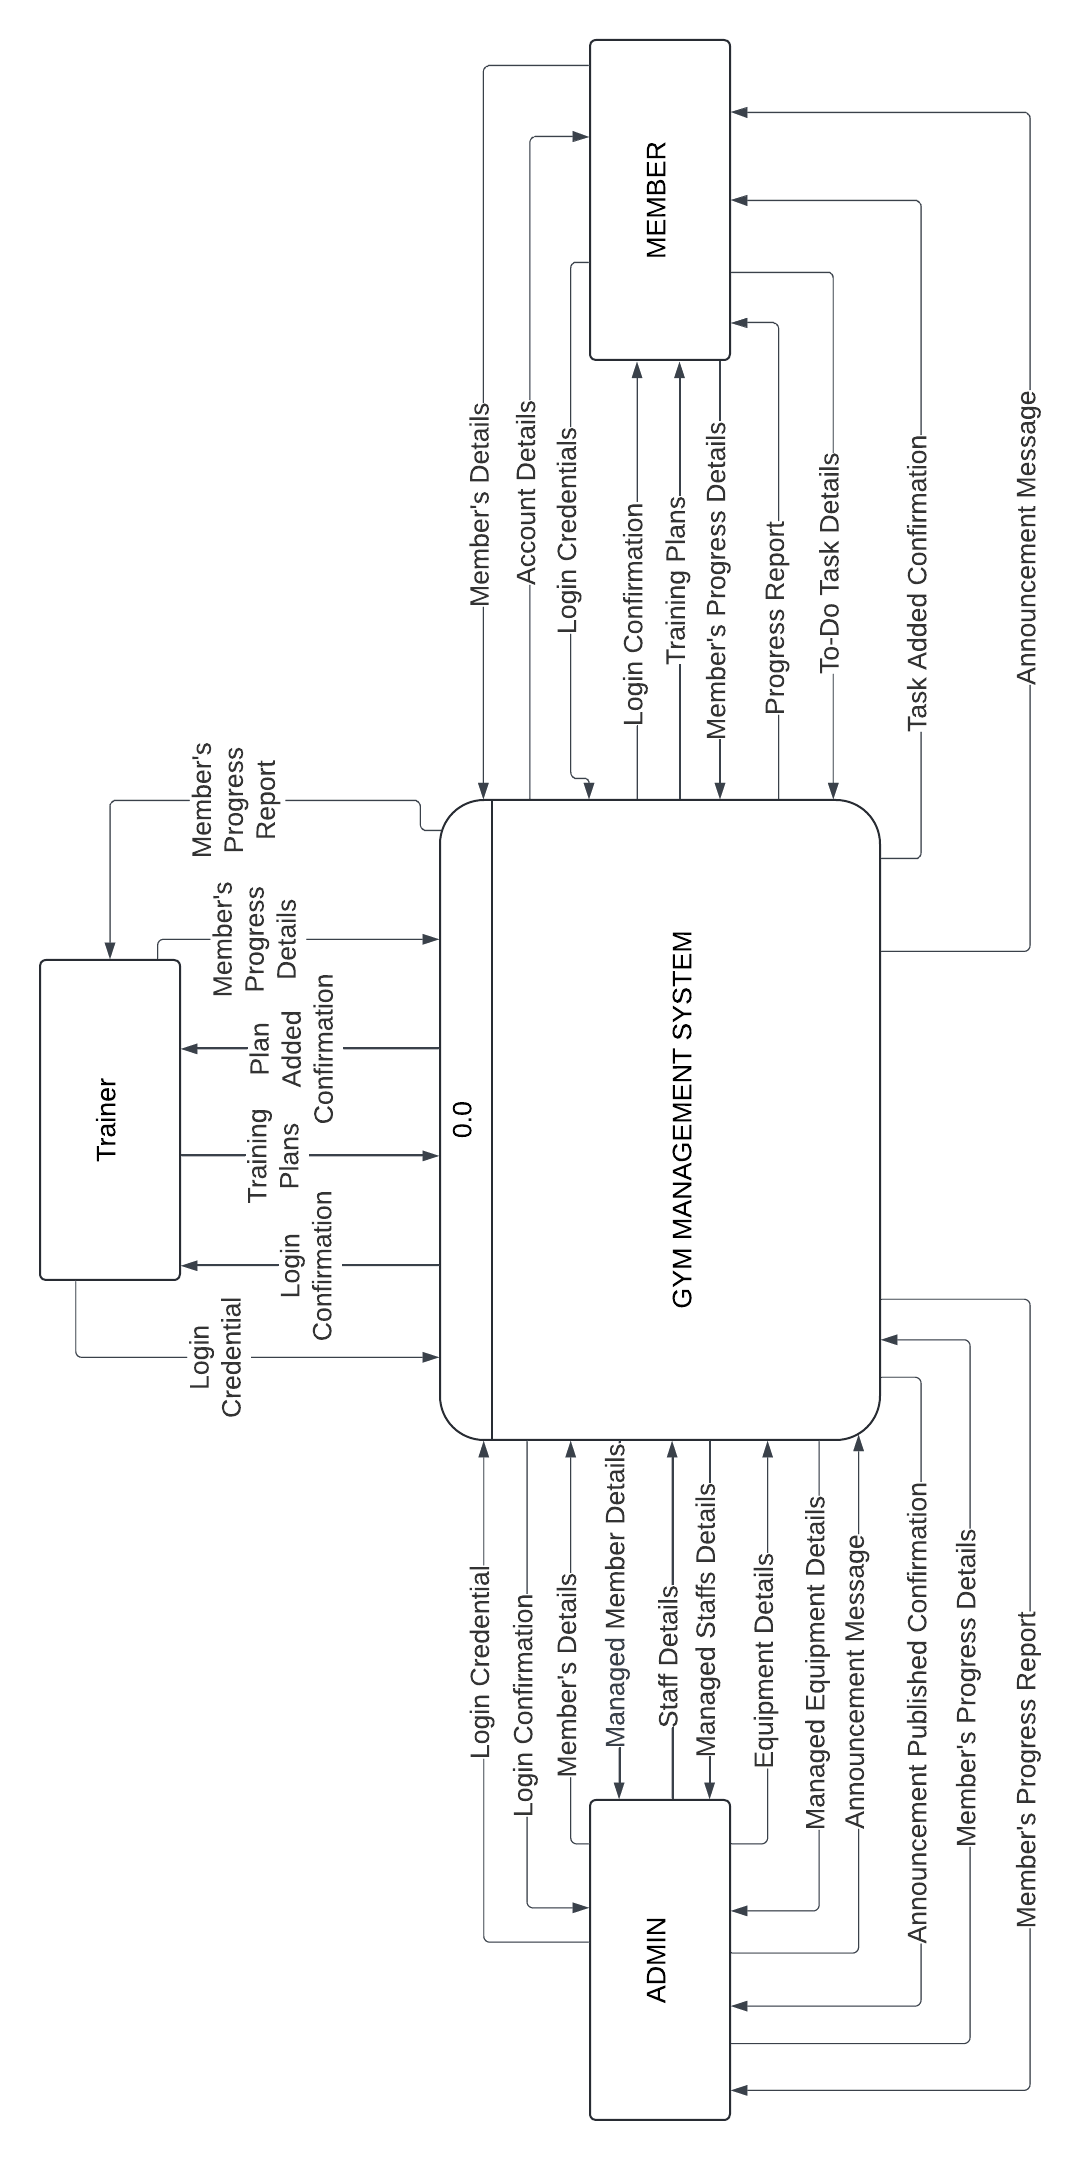 Trainer
Login
Credential
Login
Confirmation
Training
Plans
Plan
Added
Confirmation
Member's
Progress
Details
Member's
Progress
Report
0.0
GYM MANAGEMENT SYSTEM
ADMIN
Login Credential
Login Confirmation
Member's Details
Managed Member Details
Staff Details
Managed Staffs Details
Equipment Details
Managed Equipment Details
Announcement Message
Announcement Published Confirmation
Member's Progress Details
Member's Progress Report
MEMBER
Member's Details
Account Details
Login Credentials
Login Confirmation
Training Plans
Member's Progress Details
Progress Report
To-Do Task Details
Task Added Confirmation
Announcement Message